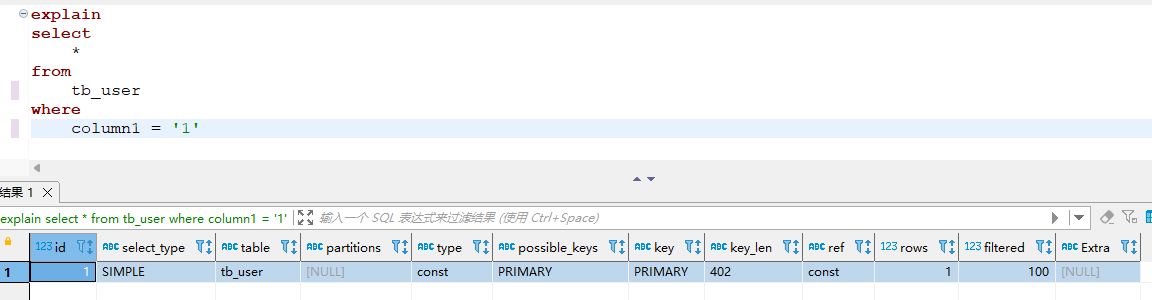 explain
select
*
from
tb_user
where
column1 = '1'
结果 1
explain select * from tb_user where column1 = '1'
输入一个 SQL 表达式来过滤结果 (使用 Ctrl+Space)
123 id ABC select_type ABC table ABC partitions ABC type ABC possible_keys ABC key ABC key_len ABC ref 123 rows 123 filtered ABC Extra
1 1 SIMPLE tb_user [NULL] const PRIMARY PRIMARY 402 const 1 100 [NULL]